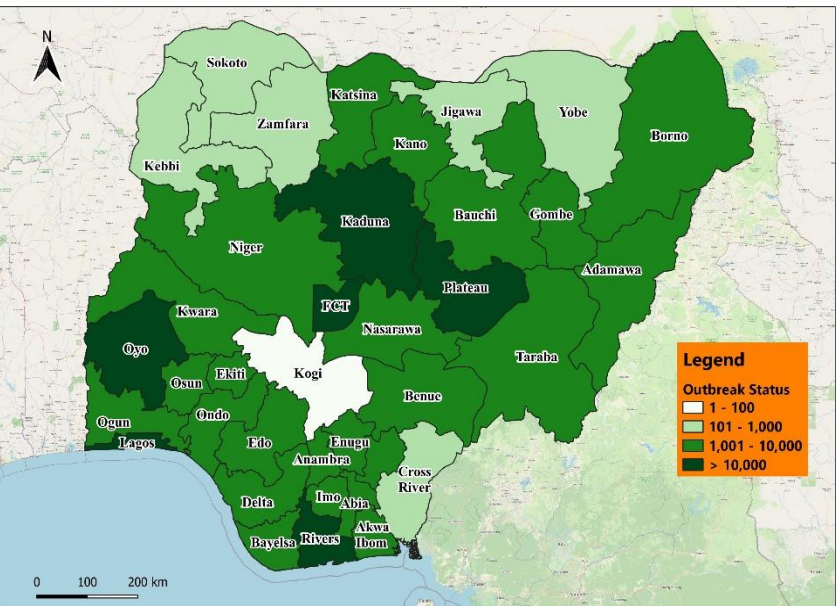 N
Sokoto
Katsina
Jigawa
Yobe
Zamfara
Borno
Kano
Kebbi
Kaduna
Bauchi
Gombe
Niger
Adamawa
Plateau
FCT
Kwara
Nasarawa
Oyo
Taraba
Kogi
Ekiti
Osun
Benue
Ogun
Ondo
Lagos
Edo
Enugu
Anambra
Cross
River
Delta
Imo
Abia
Akwa
Ibom
Bayelsa
Rivers
Legend
Outbreak Status
1 - 100
101 - 1,000
1,001 - 10,000
> 10,000
0 100 200 km